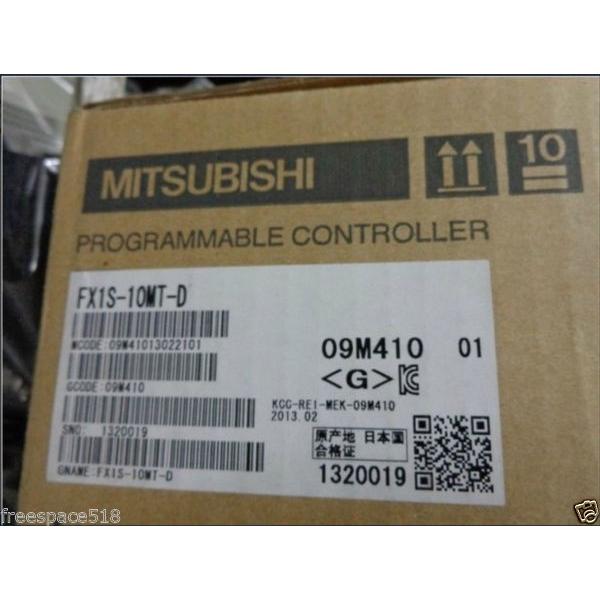 MITSUBISHI
10
PROGRAMMABLE CONTROLLER
FX1S-10MT-D
MCODE:09M41013022101
GCODE:09M410
SNO: 1320019
GNAME:FX1S-10MT-D
09M410 01
<G>
KCC-REI-MEK-09M410
2013.02
原产地 日本国
合格证
1320019
freespace518